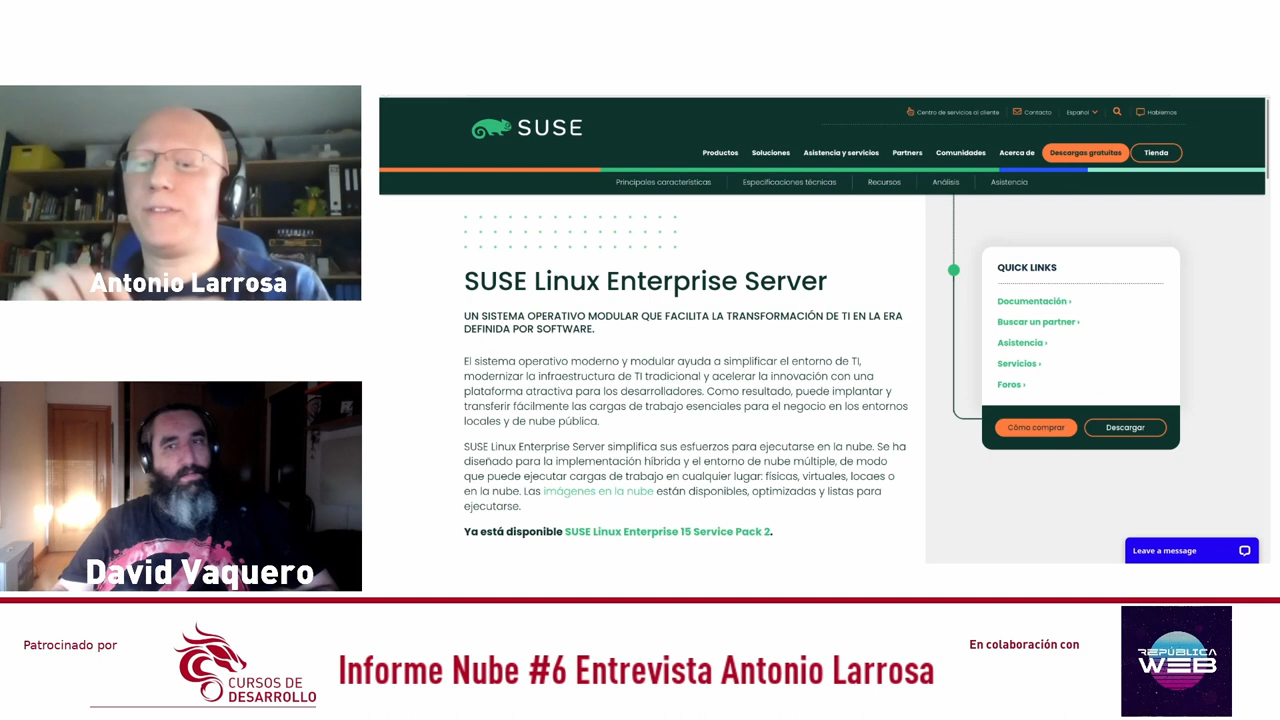 SUSE
Centro de servicios al cliente
Contacto
Español
Hablemos
Productos
Soluciones
Asistencia y servicios
Partners
Comunidades
Acerca de
Descargas gratuitas
Tienda
Principales características
Especificaciones técnicas
Recursos
Análisis
Asistencia
Antonio Larrosa
SUSE Linux Enterprise Server
UN SISTEMA OPERATIVO MODULAR QUE FACILITA LA TRANSFORMACIÓN DE TI EN LA ERA
DEFINIDA POR SOFTWARE.
El sistema operativo moderno y modular ayuda a simplificar el entorno de TI,
modernizar la infraestructura de TI tradicional y acelerar la innovación con una
plataforma atractiva para los desarrolladores. Como resultado, puede implantar y
transferir fácilmente las cargas de trabajo esenciales para el negocio en los entornos
locales y de nube pública.
SUSE Linux Enterprise Server simplifica sus esfuerzos para ejecutarse en la nube. Se ha
diseñado para la implementación híbrida y el entorno de nube múltiple, de modo
que puede ejecutar cargas de trabajo en cualquier lugar: físicas, virtuales, locaes o
en la nube. Las imágenes en la nube están disponibles, optimizadas y listas para
ejecutarse.
Ya está disponible SUSE Linux Enterprise 15 Service Pack 2.
QUICK LINKS
Documentación ›
Buscar un partner ›
Asistencia ›
Servicios ›
Foros ›
Cómo comprar
Descargar
Leave a message
David Vaquero
Patrocinado por
CURSOS DE
DESARROLLO
Informe Nube #6 Entrevista Antonio Larrosa
En colaboración con
REPÚBLICA
WEB